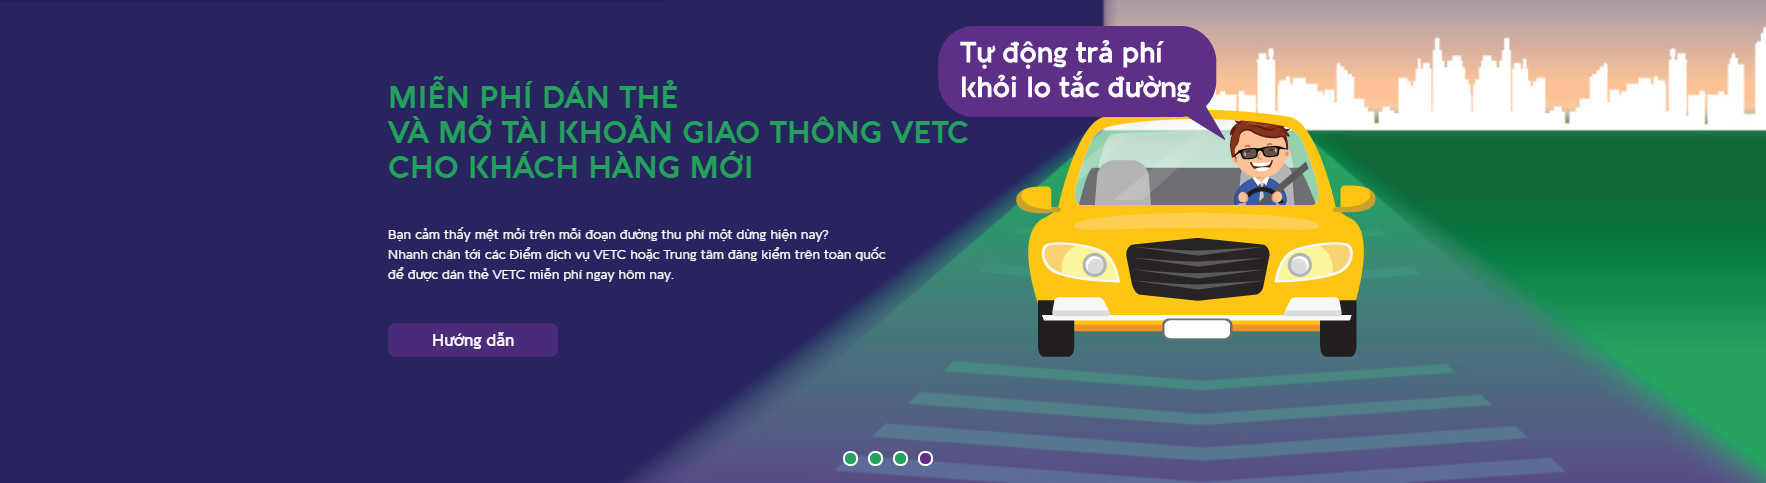 MIỄN PHÍ DÁN THẺ
VÀ MỞ TÀI KHOẢN GIAO THÔNG VETC
CHO KHÁCH HÀNG MỚI
Bạn cảm thấy mệt mỏi trên mỗi đoạn đường thu phí một dừng hiện nay?
Nhanh chân tới các Điểm dịch vụ VETC hoặc Trung tâm đăng kiểm trên toàn quốc
để được dán thẻ VETC miễn phí ngay hôm nay.
Hướng dẫn
Tự động trả phí
khỏi lo tắc đường